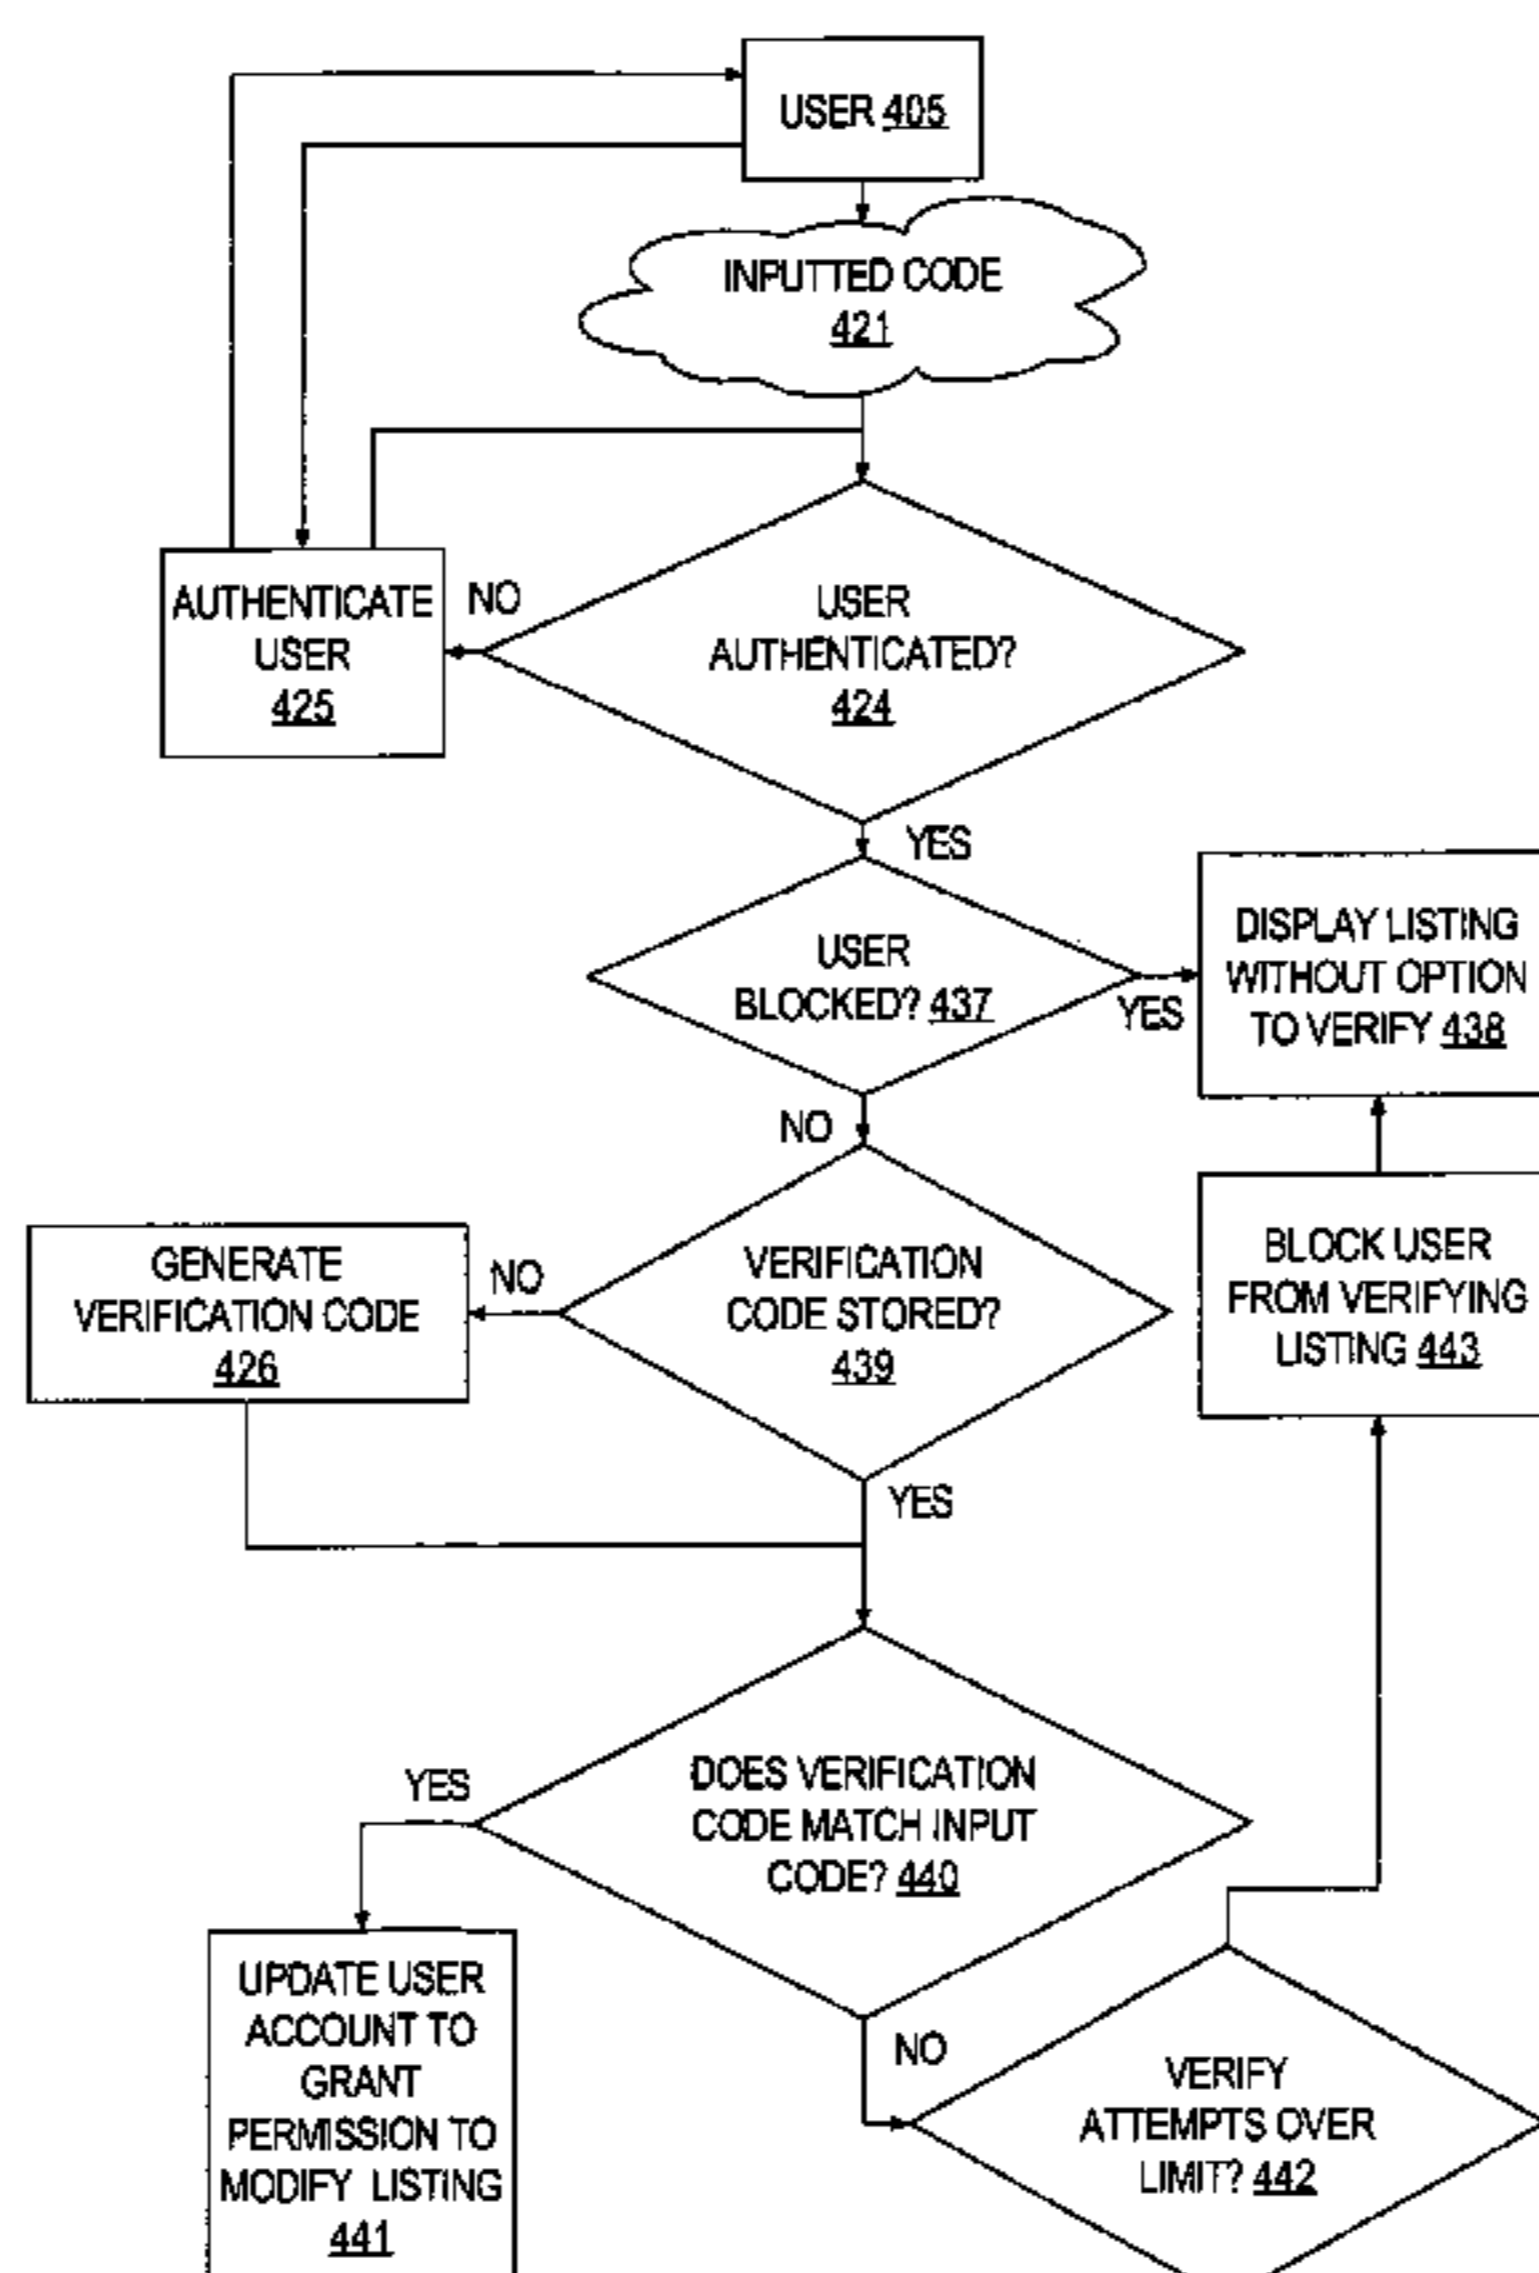 USER 405
INPUTTED CODE
421
AUTHENTICATE
USER
425
NO
USER
AUTHENTICATED?
424
YES
USER
BLOCKED? 437
YES
DISPLAY LISTING
WITHOUT OPTION
TO VERIFY 438
NO
GENERATE
VERIFICATION CODE
426
NO
VERIFICATION
CODE STORED?
439
BLOCK USER
FROM VERIFYING
LISTING 443
YES
YES
DOES VERIFICATION
CODE MATCH INPUT
CODE? 440
UPDATE USER
ACCOUNT TO
GRANT
PERMISSION TO
MODIFY LISTING
441
NO
VERIFY
ATTEMPTS OVER
LIMIT? 442